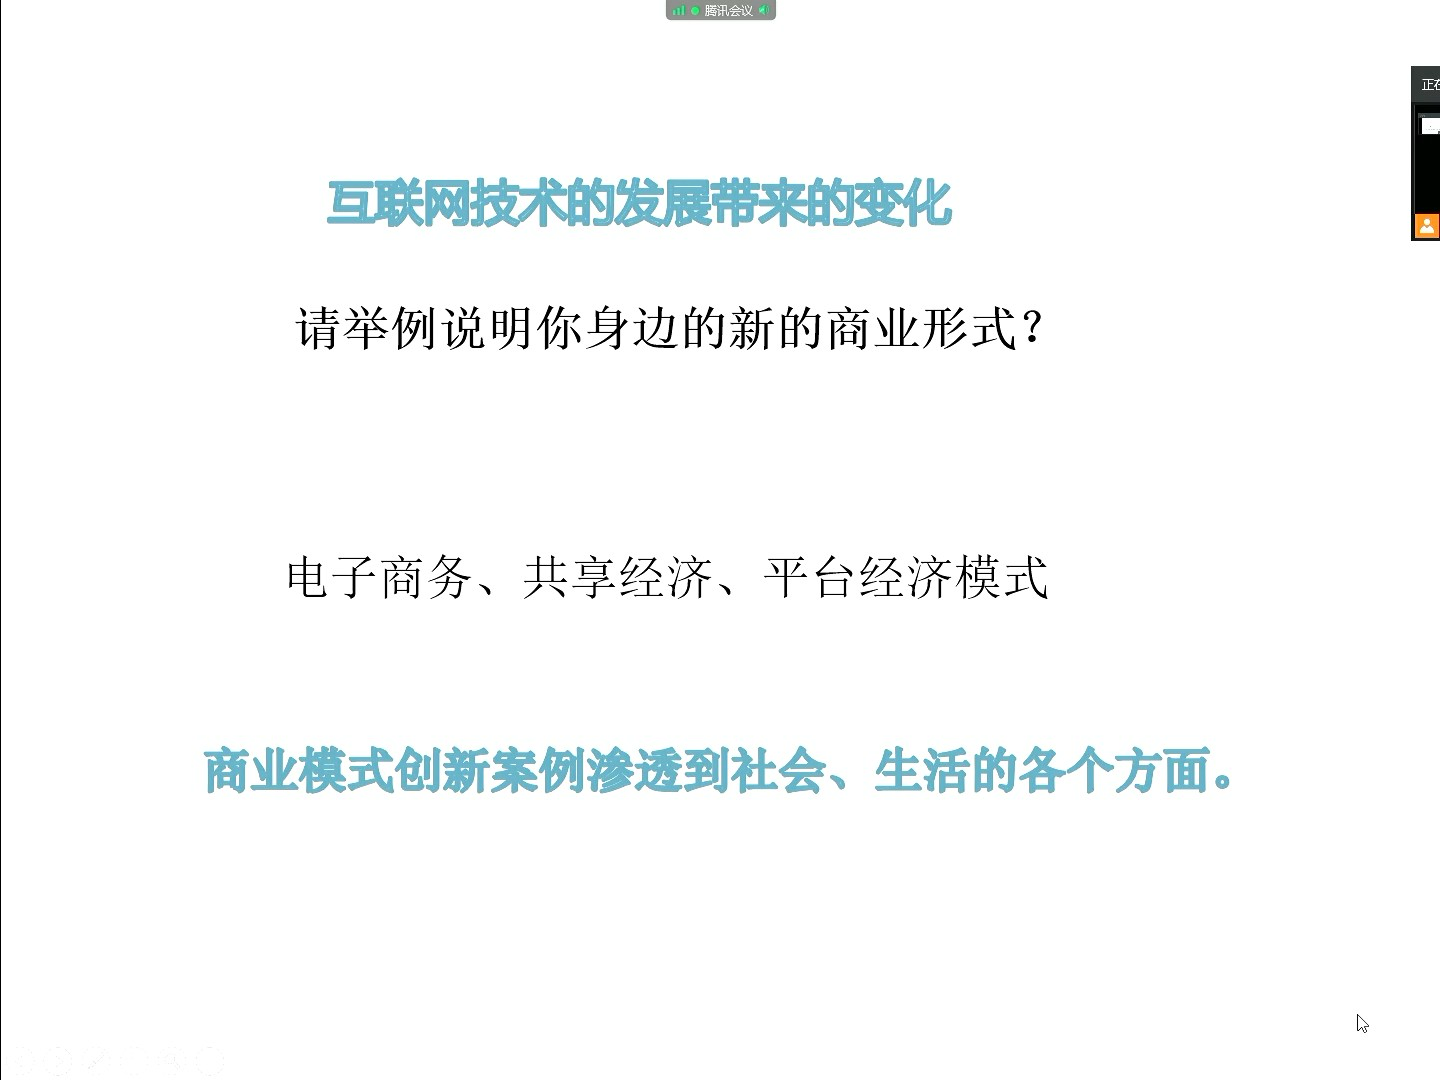 腾讯会议
正在
互联网技术的发展带来的变化
请举例说明你身边的新的商业形式？
电子商务、共享经济、平台经济模式
商业模式创新案例渗透到社会、生活的各个方面。